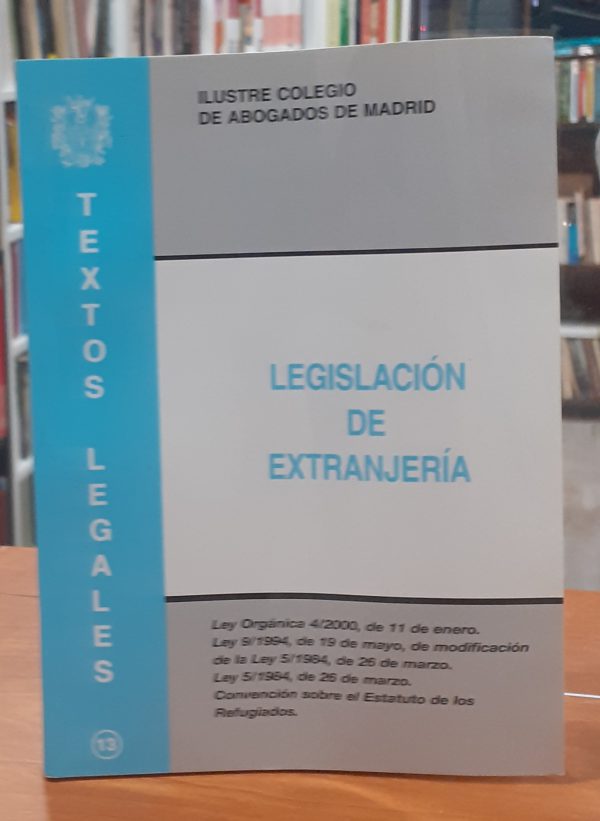 ILUSTRE COLEGIO
DE ABOGADOS DE MADRID
TEXTOS LEGALES
13
LEGISLACIÓN
DE
EXTRANJERÍA
Ley Orgánica 4/2000, de 11 de enero.
Ley 9/1994, de 19 de mayo, de modificación
de la Ley 5/1984, de 26 de marzo.
Ley 5/1984, de 26 de marzo.
Convención sobre el Estatuto de los
Refugiados.